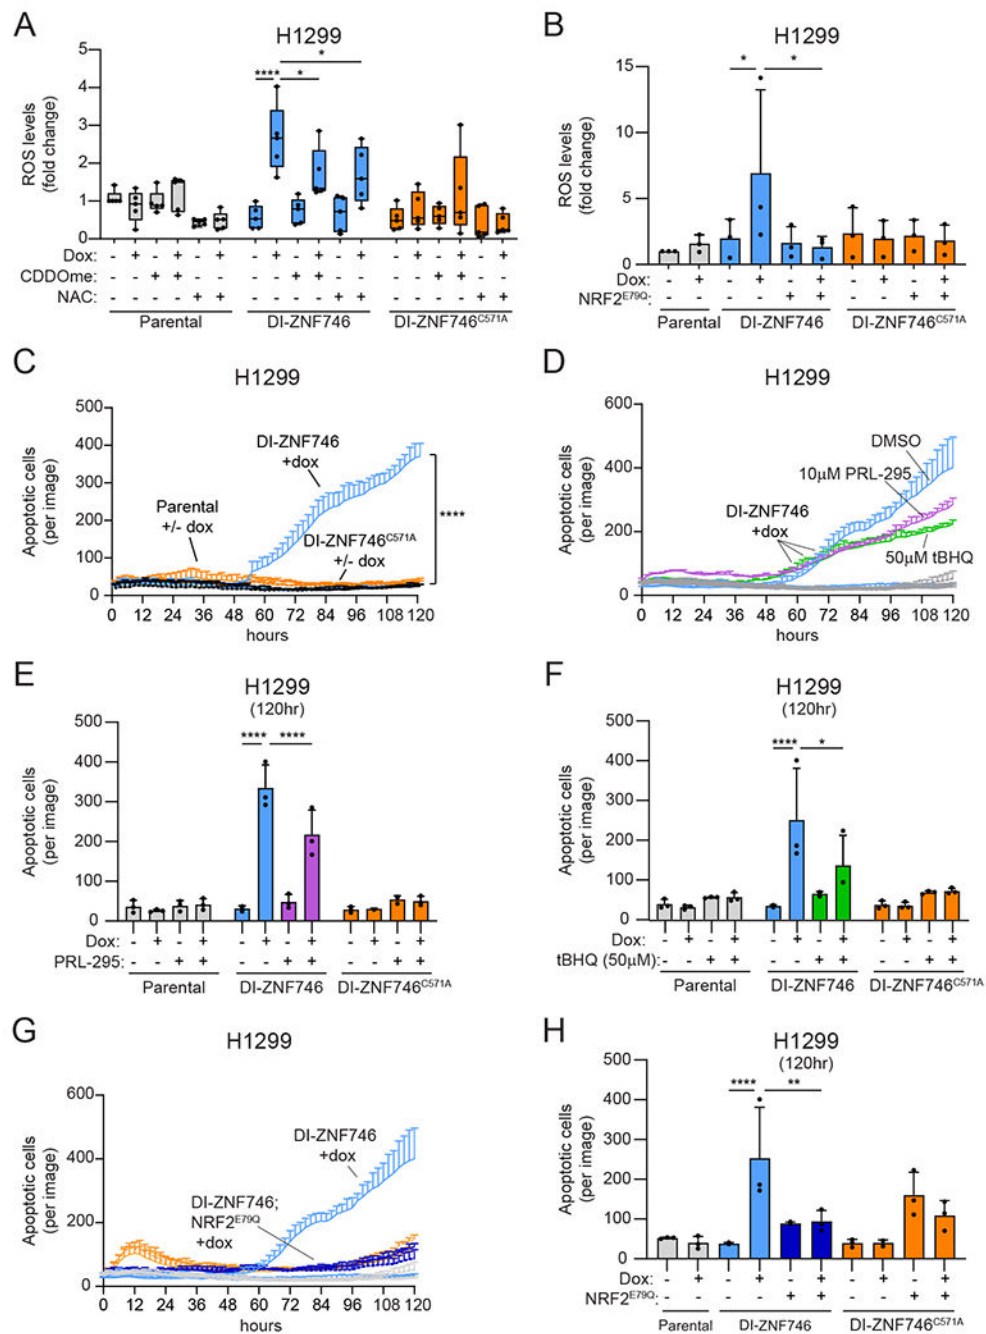 A
H1299
ROS levels
(fold change)
5
4
3
2
1
0
****
*
*
Dox: - + - + - + - + - + - + - + - + - +
CDDOme: - - + + - - - - + + - - - - + + - -
NAC: - - - - + + - - - - + + - - - - + +
Parental
DI-ZNF746
DI-ZNF746C571A
B
H1299
ROS levels
(fold change)
15
10
5
0
*
*
Dox: - + - + - + - + - +
NRF2E79Q: - - - - + + - - + +
Parental
DI-ZNF746
DI-ZNF746C571A
C
H1299
Apoptotic cells
(per image)
500
400
300
200
100
0
DI-ZNF746
+dox
Parental
+/- dox
DI-ZNF746C571A
+/- dox
****
0 12 24 36 48 60 72 84 96 108 120
hours
D
H1299
Apoptotic cells
(per image)
600
400
200
0
DMSO
10μM PRL-295
DI-ZNF746
+dox
50μM tBHQ
0 12 24 36 48 60 72 84 96 108 120
hours
E
H1299
(120hr)
Apoptotic cells
(per image)
500
400
300
200
100
0
**** ****
Dox: - + - + - + - + - + - +
PRL-295: - - + + - - + + - - + +
Parental
DI-ZNF746
DI-ZNF746C571A
F
H1299
(120hr)
Apoptotic cells
(per image)
500
400
300
200
100
0
**** *
Dox: - + - + - + - + - + - +
tBHQ (50μM): - - + + - - + + - - + +
Parental
DI-ZNF746
DI-ZNF746C571A
G
H1299
Apoptotic cells
(per image)
600
400
200
0
DI-ZNF746
+dox
DI-ZNF746;
NRF2E79Q
+dox
0 12 24 36 48 60 72 84 96 108 120
hours
H
H1299
(120hr)
Apoptotic cells
(per image)
500
400
300
200
100
0
**** **
Dox: - + - + - + - + - +
NRF2E79Q: - - - - + + - - + +
Parental
DI-ZNF746
DI-ZNF746C571A